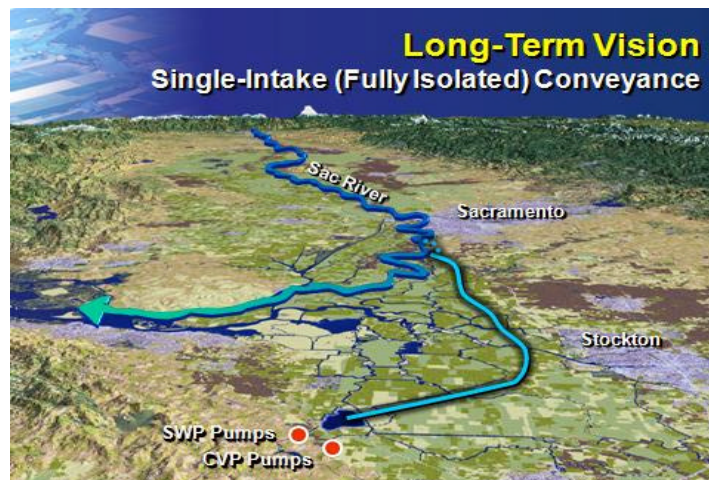 Long-Term Vision
Single-Intake (Fully Isolated) Conveyance
Sac River
Sacramento
Stockton
SWP Pumps
CVP Pumps